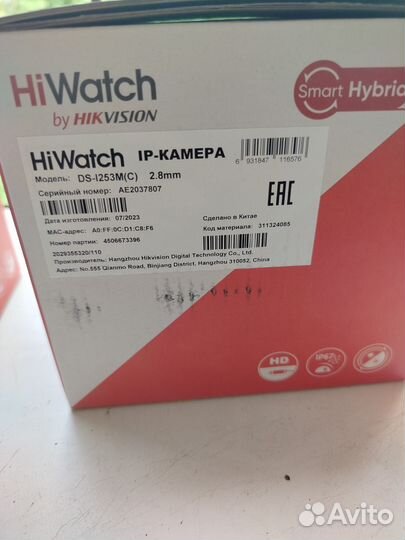 HiWatch
by HIKVISION
Smart Hybrid
HiWatch IP-КАМЕРА
6 931847 116576
Модель: DS-I253M(C) 2.8mm
Серийный номер: AE2037807
EAC
Дата изготовления: 07/2023
Сделано в Китае
MAC-адрес: A0:FF:0C:D1:C8:F6
Код материала: 311324085
Номер партии: 4506673396
2029355320/110
Производитель: Hangzhou Hikvision Digital Technology Co., Ltd.
Адрес: No.555 Qianmo Road, Binjiang District, Hangzhou 310052, China
HD
IP67
Avito